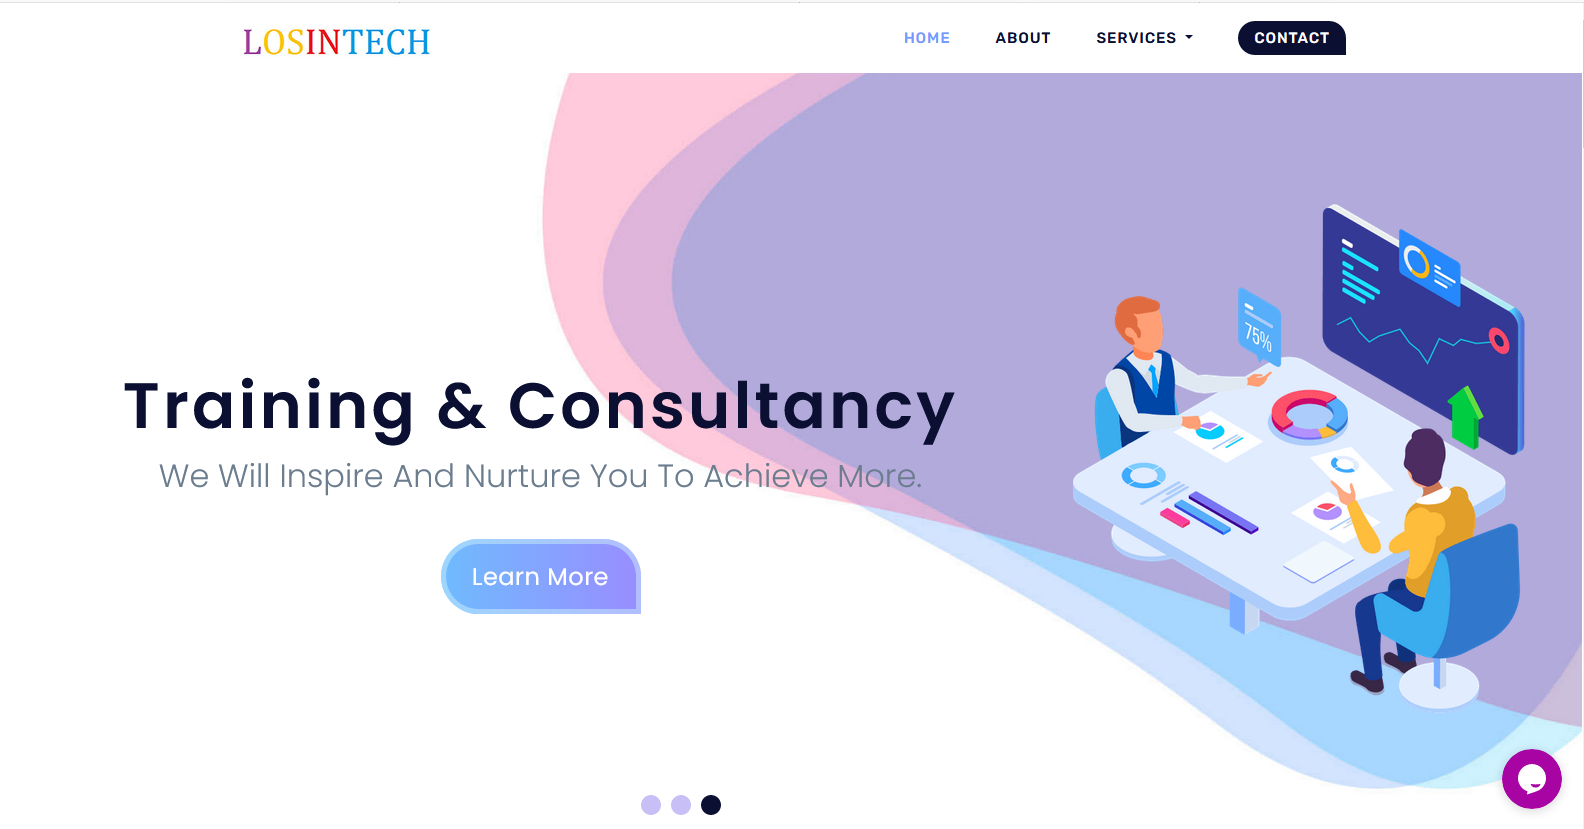 LOSINTECH
HOME ABOUT SERVICES CONTACT
75%
Training & Consultancy
We Will Inspire And Nurture You To Achieve More.
Learn More